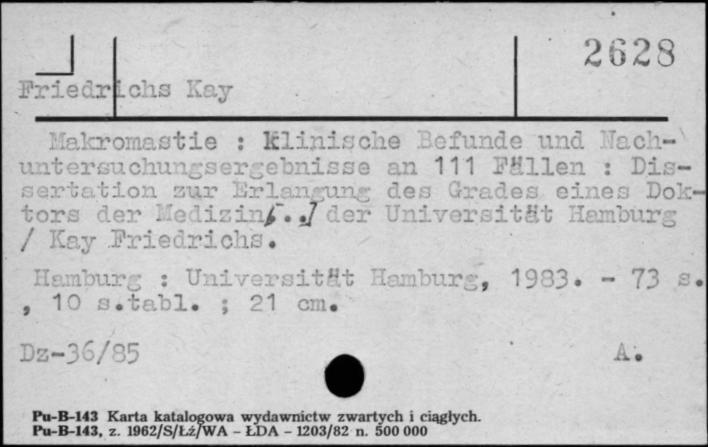 2628
Friedrichs Kay
Makromastie : klinische Befunde und Nach-
untersuchungsergebnisse an 111 Fällen : Dis-
sertation zur Erlangung des Grades eines Dok-
tors der Medizin[...] der Universität Hamburg
/ Kay Friedrichs.
Hamburg : Universität Hamburg, 1983. - 73 s.
, 10 s.tabl. ; 21 cm.
Dz-36/85 A.
Pu-B-143 Karta katalogowa wydawnictw zwartych i ciągłych.
Pu-B-143, z. 1962/S/Łź/WA - ŁDA - 1203/82 n. 500 000